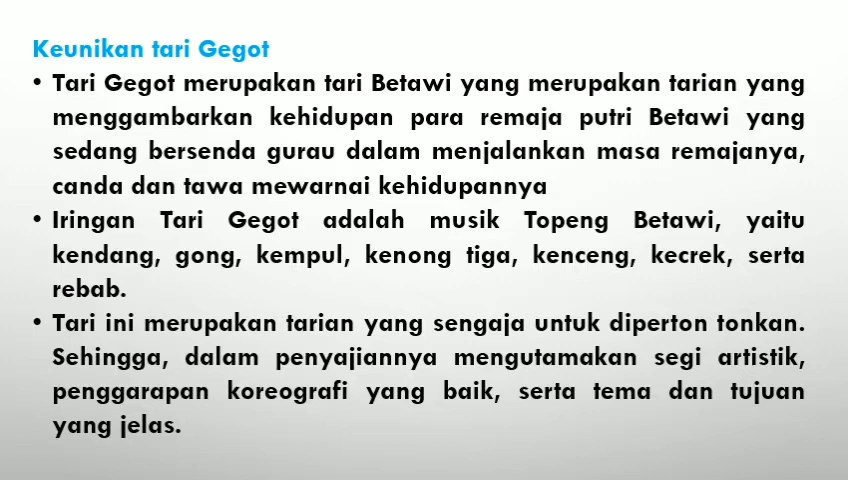 Keunikan tari Gegot
• Tari Gegot merupakan tari Betawi yang merupakan tarian yang
menggambarkan kehidupan para remaja putri Betawi yang
sedang bersenda gurau dalam menjalankan masa remajanya,
canda dan tawa mewarnai kehidupannya
• Iringan Tari Gegot adalah musik Topeng Betawi, yaitu
kendang, gong, kempul, kenong tiga, kenceng, kecrek, serta
rebab.
• Tari ini merupakan tarian yang sengaja untuk diperton tonkan.
Sehingga, dalam penyajiannya mengutamakan segi artistik,
penggarapan koreografi yang baik, serta tema dan tujuan
yang jelas.